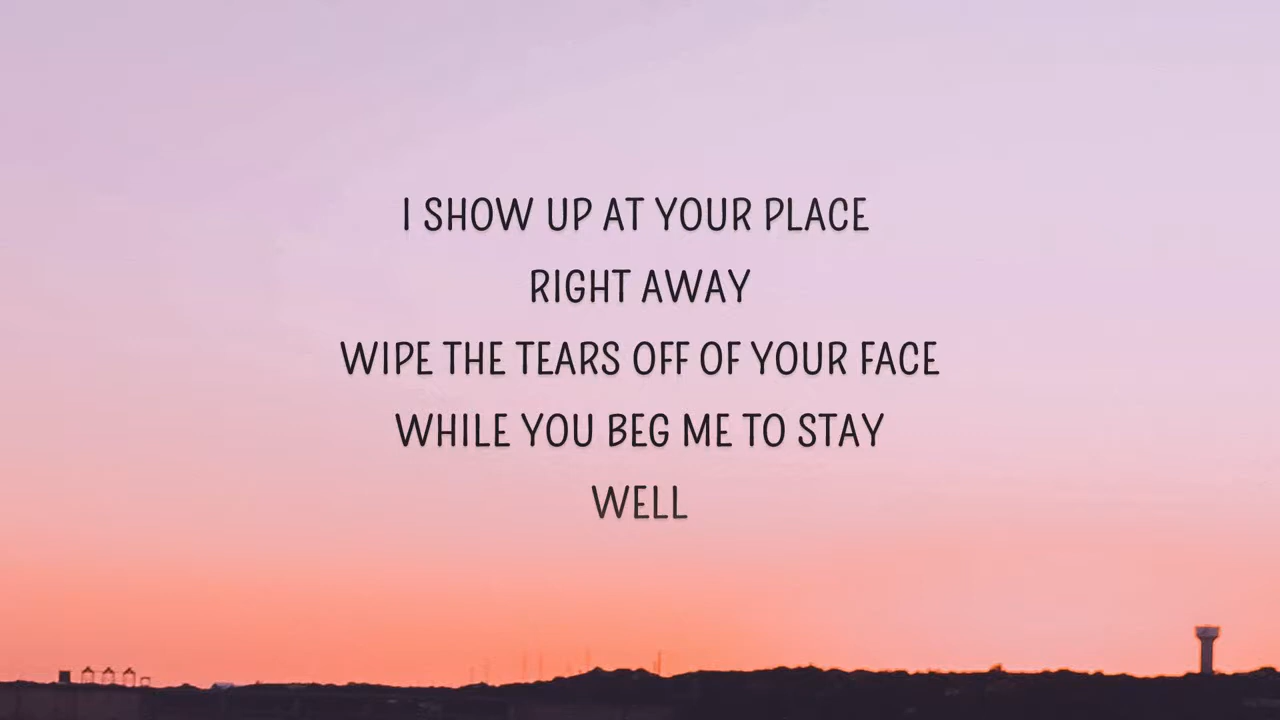 I SHOW UP AT YOUR PLACE
RIGHT AWAY
WIPE THE TEARS OFF OF YOUR FACE
WHILE YOU BEG ME TO STAY
WELL